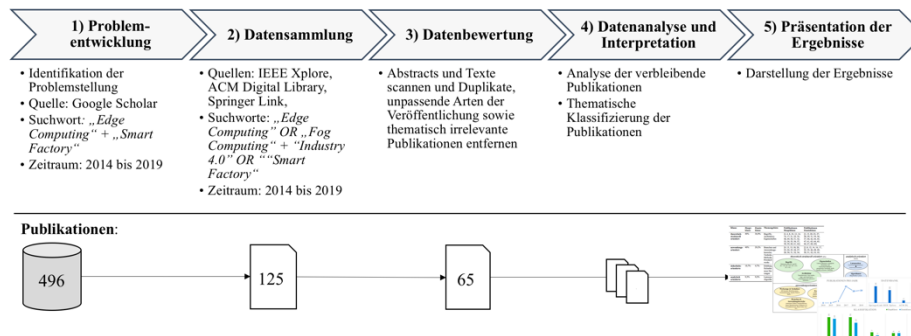 1) Problem-
entwicklung
2) Datensammlung
3) Datenbewertung
4) Datenanalyse und
Interpretation
5) Präsentation der
Ergebnisse
• Identifikation der
Problemstellung
• Quelle: Google Scholar
• Suchwort: „Edge
Computing“ + „Smart
Factory“
• Zeitraum: 2014 bis 2019
• Quellen: IEEE Xplore,
ACM Digital Library,
Springer Link,
• Suchworte: „Edge
Computing” OR „Fog
Computing“ + “Industry
4.0” OR ““Smart
Factory“
• Zeitraum: 2014 bis 2019
• Abstracts und Texte
scannen und Duplikate,
unpassende Arten der
Veröffentlichung sowie
thematisch irrelevante
Publikationen entfernen
• Analyse der verbleibende
Publikationen
• Thematische
Klassifizierung der
Publikationen
• Darstellung der Ergebnisse
Publikationen:
496
125
65